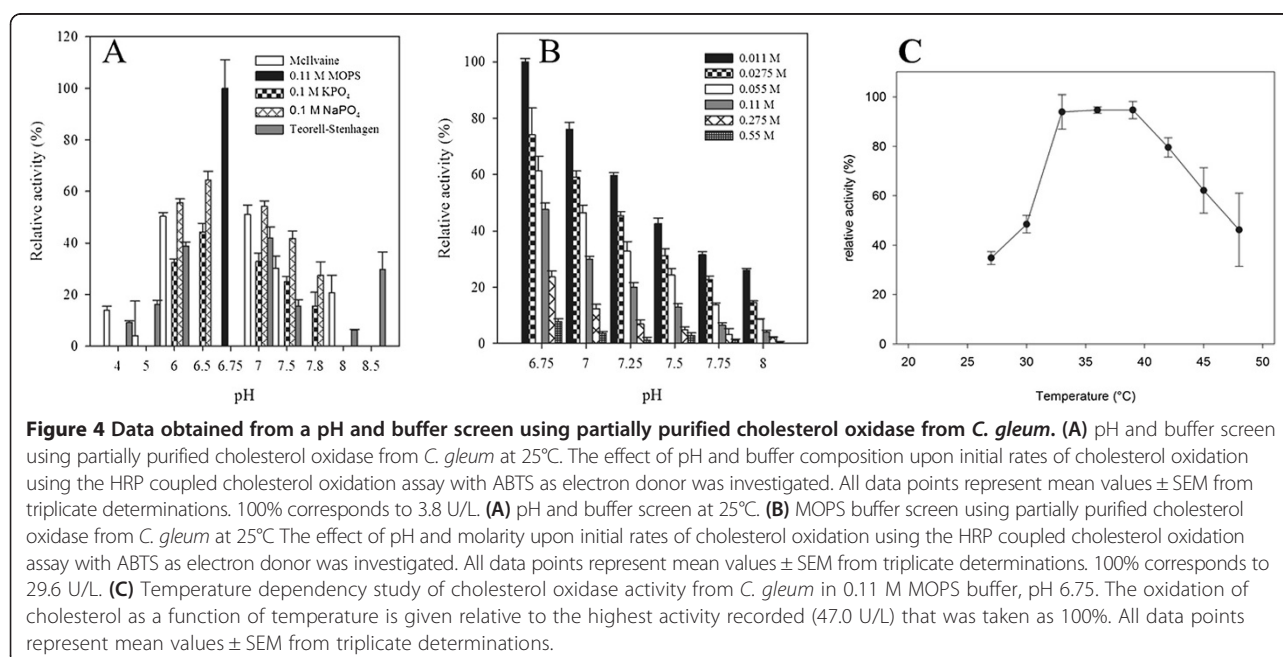 A
120
100
80
60
40
20
0
Relative activity (%)
McIlvaine
0.11 M MOPS
0.1 M KPO₄
0.1 M NaPO₄
Teorell-Stenhagen
4 5 6 6.5 6.75 7 7.5 7.8 8 8.5
pH
B
100
80
60
40
20
0
Relative activity (%)
0.011 M
0.0275 M
0.055 M
0.11 M
0.275 M
0.55 M
6.75 7 7.25 7.5 7.75 8
pH
C
100
80
60
40
20
0
relative activity (%)
20 25 30 35 40 45 50
Temperature (°C)
Figure 4 Data obtained from a pH and buffer screen using partially purified cholesterol oxidase from C. gleum. (A) pH and buffer screen
using partially purified cholesterol oxidase from C. gleum at 25°C. The effect of pH and buffer composition upon initial rates of cholesterol oxidation
using the HRP coupled cholesterol oxidation assay with ABTS as electron donor was investigated. All data points represent mean values ± SEM from
triplicate determinations. 100% corresponds to 3.8 U/L. (A) pH and buffer screen at 25°C. (B) MOPS buffer screen using partially purified cholesterol
oxidase from C. gleum at 25°C The effect of pH and molarity upon initial rates of cholesterol oxidation using the HRP coupled cholesterol oxidation
assay with ABTS as electron donor was investigated. All data points represent mean values ± SEM from triplicate determinations. 100% corresponds to
29.6 U/L. (C) Temperature dependency study of cholesterol oxidase activity from C. gleum in 0.11 M MOPS buffer, pH 6.75. The oxidation of
cholesterol as a function of temperature is given relative to the highest activity recorded (47.0 U/L) that was taken as 100%. All data points
represent mean values ± SEM from triplicate determinations.